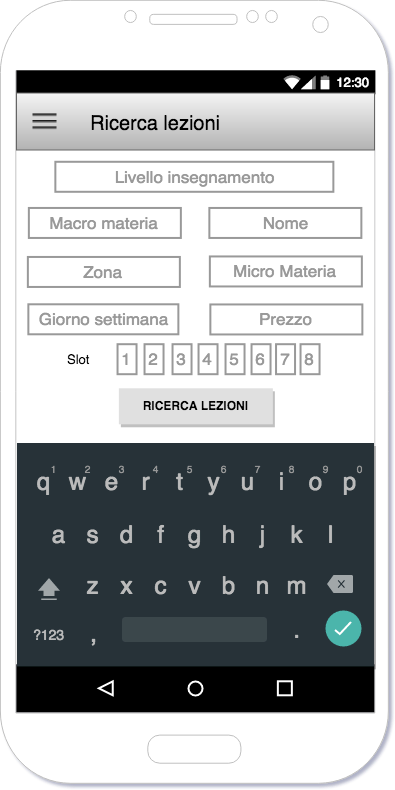 12:30
Ricerca lezioni
Livello insegnamento
Macro materia Nome
Zona Micro Materia
Giorno settimana Prezzo
Slot 1 2 3 4 5 6 7 8
RICERCA LEZIONI
1 2 3 4 5 6 7 8 9 0
q w e r t y u i o p
a s d f g h j k l
z x c v b n m
?123 , .